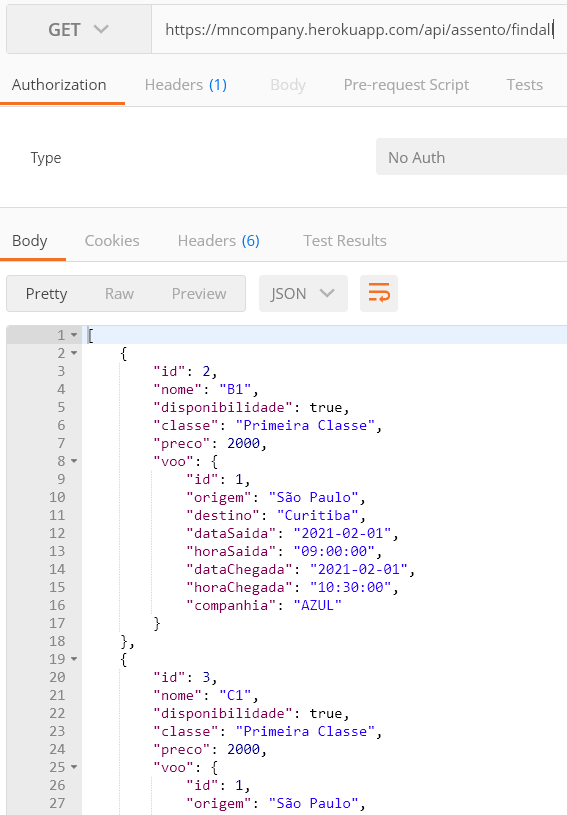 GET https://mncompany.herokuapp.com/api/assento/findall
Authorization Headers (1) Body Pre-request Script Tests
Type No Auth
Body Cookies Headers (6) Test Results
Pretty Raw Preview JSON
1 [
2 {
3 "id": 2,
4 "nome": "B1",
5 "disponibilidade": true,
6 "classe": "Primeira Classe",
7 "preco": 2000,
8 "voo": {
9 "id": 1,
10 "origem": "São Paulo",
11 "destino": "Curitiba",
12 "dataSaida": "2021-02-01",
13 "horaSaida": "09:00:00",
14 "dataChegada": "2021-02-01",
15 "horaChegada": "10:30:00",
16 "companhia": "AZUL"
17 }
18 },
19 {
20 "id": 3,
21 "nome": "C1",
22 "disponibilidade": true,
23 "classe": "Primeira Classe",
24 "preco": 2000,
25 "voo": {
26 "id": 1,
27 "origem": "São Paulo",